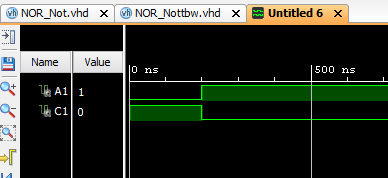 NOR_Not.vhd NOR_Nottbw.vhd Untitled 6
Name Value
0 ns 500 ns
A1 1
C1 0